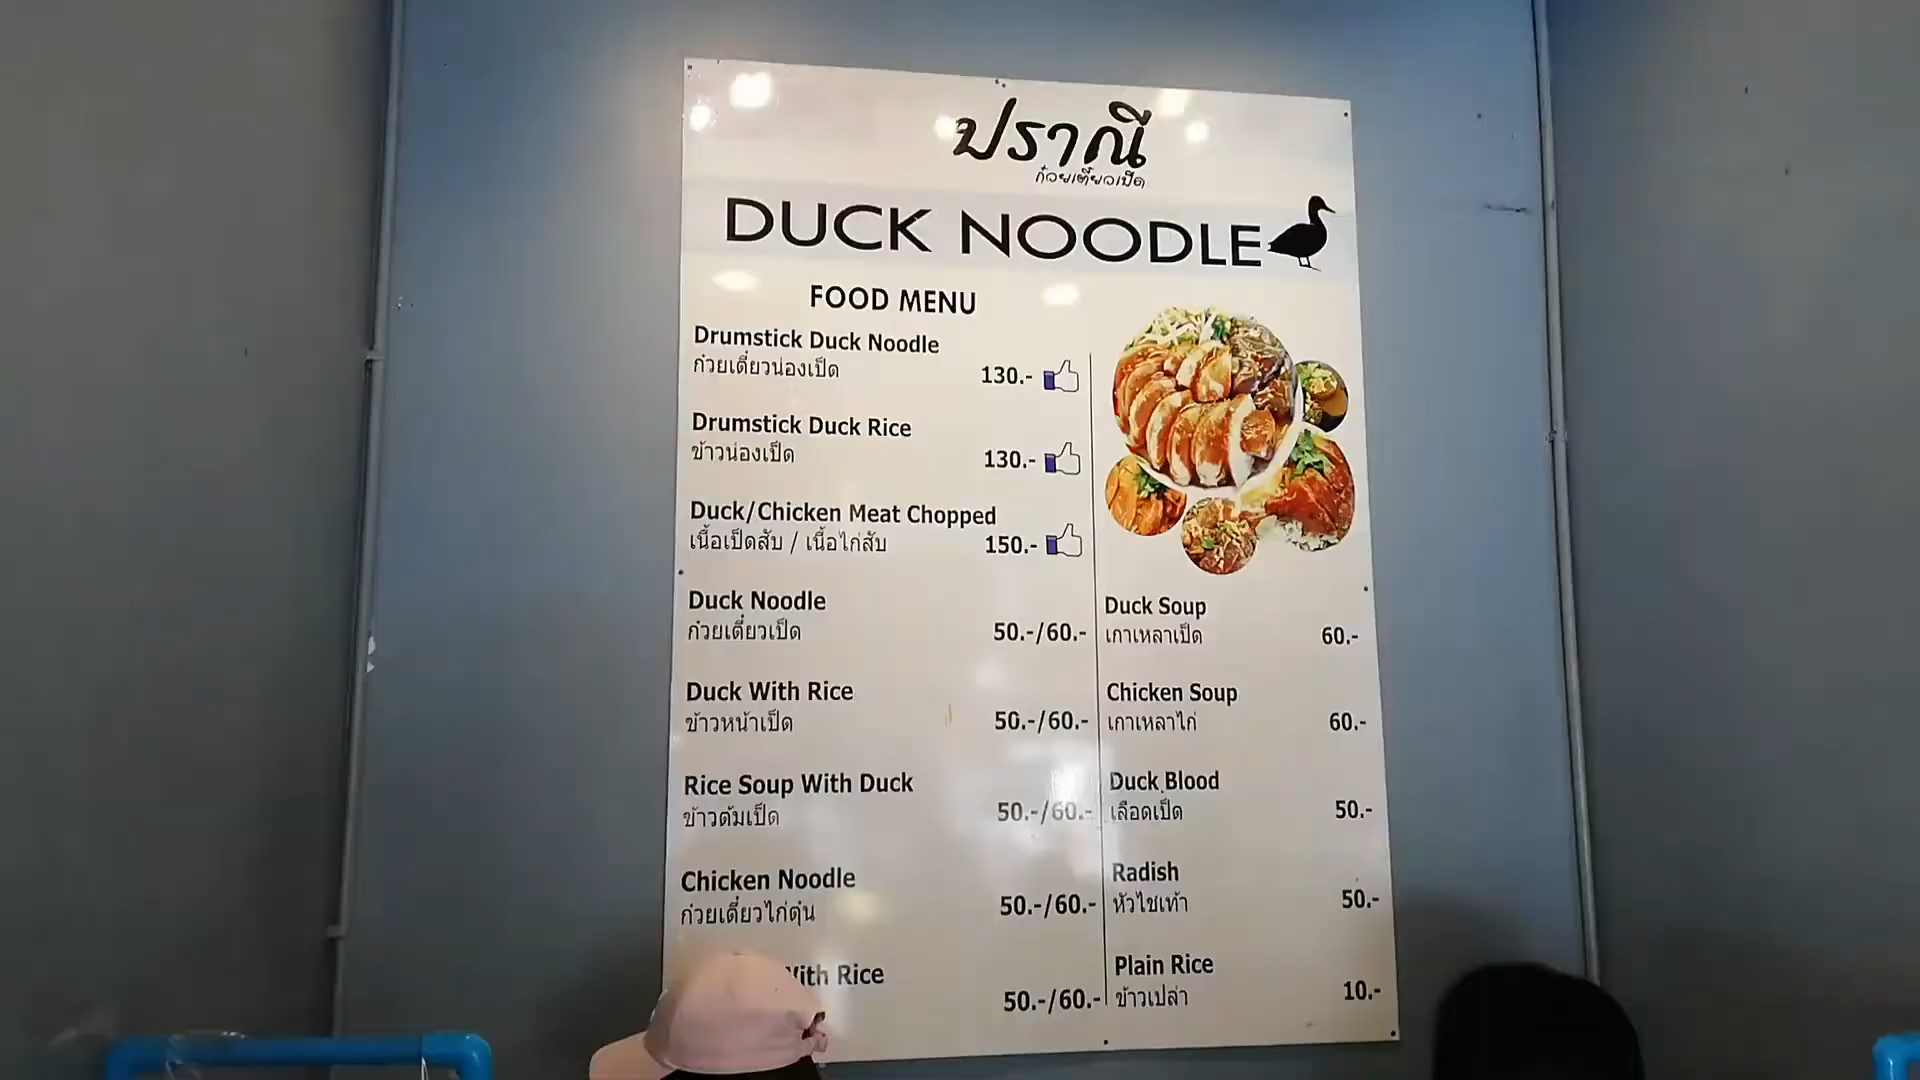 ปราณี
ก๋วยเตี๋ยวเป็ด
DUCK NOODLE
FOOD MENU
Drumstick Duck Noodle
ก๋วยเตี๋ยวน่องเป็ด
130.-
Drumstick Duck Rice
ข้าวน่องเป็ด
130.-
Duck/Chicken Meat Chopped
เนื้อเป็ดสับ / เนื้อไก่สับ
150.-
Duck Noodle
ก๋วยเตี๋ยวเป็ด
50.-/60.-
Duck With Rice
ข้าวหน้าเป็ด
50.-/60.-
Rice Soup With Duck
ข้าวต้มเป็ด
50.-/60.-
Chicken Noodle
ก๋วยเตี๋ยวไก่ตุ๋น
50.-/60.-
With Rice
50.-/60.-
Duck Soup
เกาเหลาเป็ด
60.-
Chicken Soup
เกาเหลาไก่
60.-
Duck Blood
เลือดเป็ด
50.-
Radish
หัวไชเท้า
50.-
Plain Rice
ข้าวเปล่า
10.-